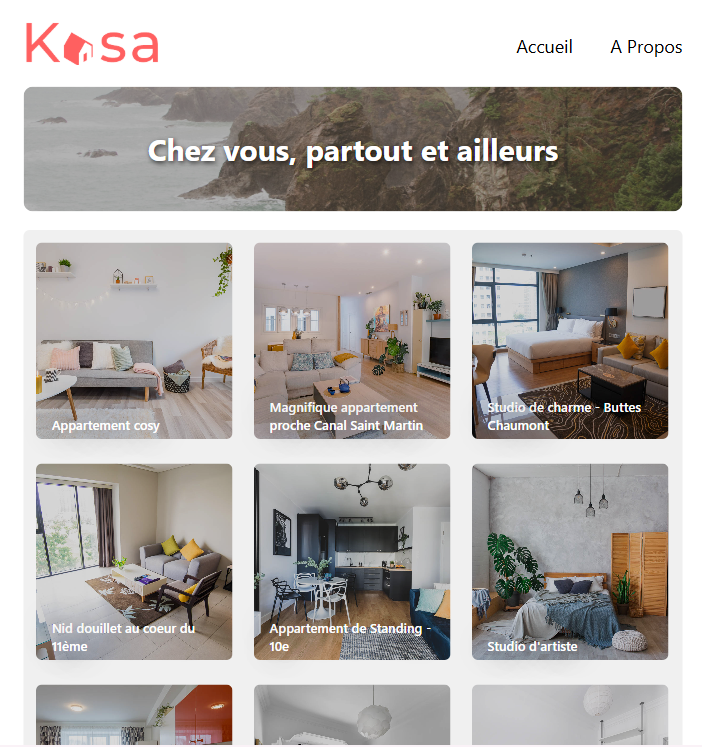 Kasa
Accueil
A Propos
Chez vous, partout et ailleurs
Appartement cosy
Magnifique appartement
proche Canal Saint Martin
Studio de charme - Buttes
Chaumont
Nid douillet au coeur du
11ème
Appartement de Standing -
10e
Studio d'artiste